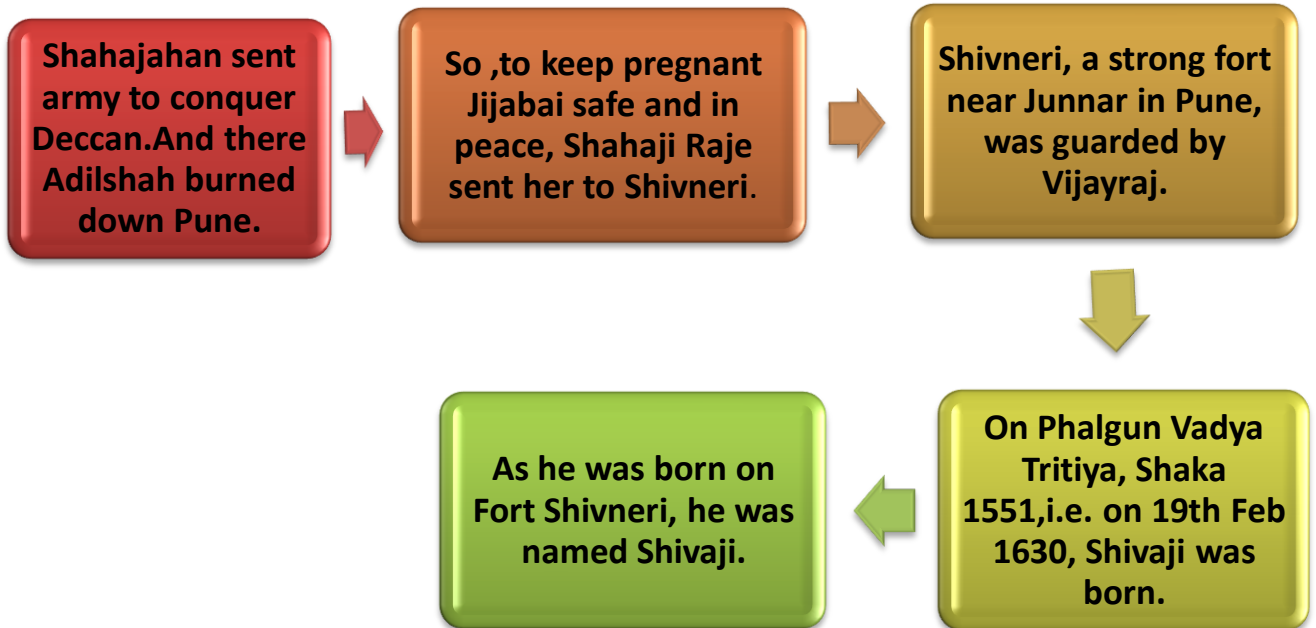 Shahajahan sent
army to conquer
Deccan.And there
Adilshah burned
down Pune.
So ,to keep pregnant
Jijabai safe and in
peace, Shahaji Raje
sent her to Shivneri.
Shivneri, a strong fort
near Junnar in Pune,
was guarded by
Vijayraj.
On Phalgun Vadya
Tritiya, Shaka
1551,i.e. on 19th Feb
1630, Shivaji was
born.
As he was born on
Fort Shivneri, he was
named Shivaji.